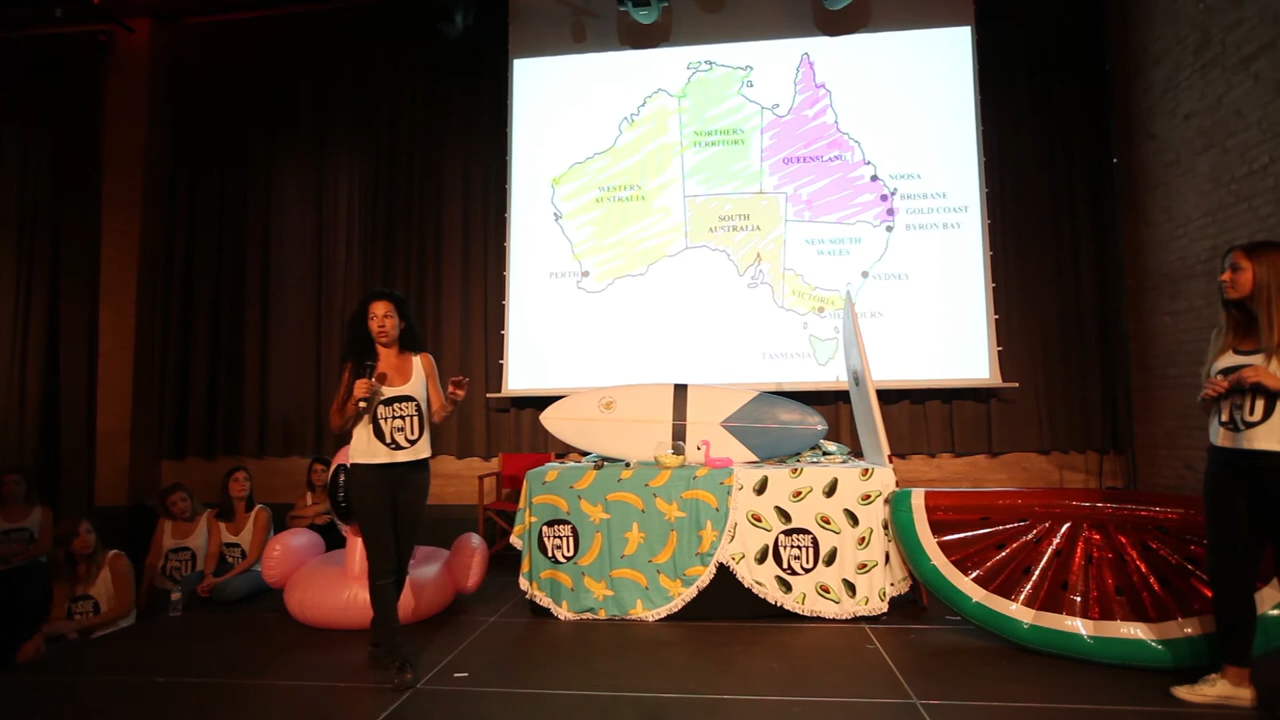 NORTHERN
TERRITORY
QUEENSLAND
NOOSA
WESTERN
AUSTRALIA
BRISBANE
GOLD COAST
SOUTH
AUSTRALIA
BYRON BAY
NEW SOUTH
WALES
PERTH
SYDNEY
VICTORIA
TASMANIA
AUSSIE
YOU
AUSSIE
YOU
AUSSIE
YOU
YOU